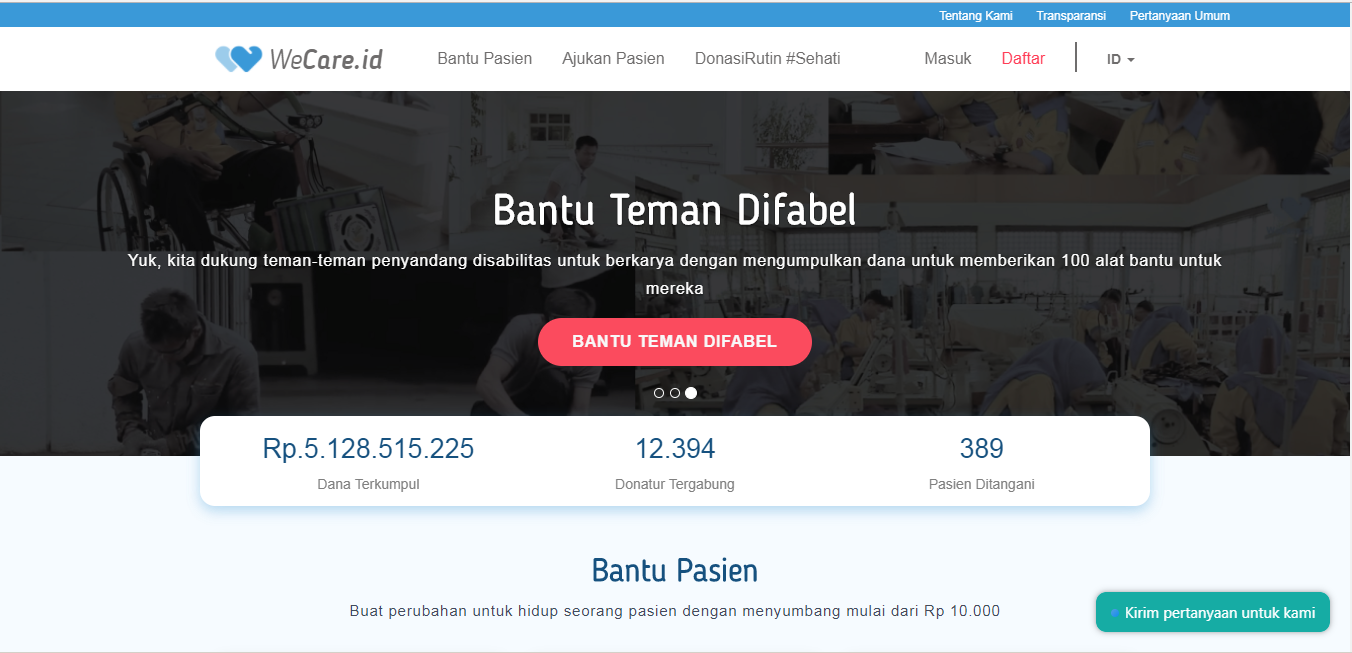 Tentang Kami Transparansi Pertanyaan Umum
WeCare.id Bantu Pasien Ajukan Pasien DonasiRutin #Sehati Masuk Daftar ID
Bantu Teman Difabel
Yuk, kita dukung teman-teman penyandang disabilitas untuk berkarya dengan mengumpulkan dana untuk memberikan 100 alat bantu untuk
mereka
BANTU TEMAN DIFABEL
Rp.5.128.515.225 12.394 389
Dana Terkumpul Donatur Tergabung Pasien Ditangani
Bantu Pasien
Buat perubahan untuk hidup seorang pasien dengan menyumbang mulai dari Rp 10.000
Kirim pertanyaan untuk kami